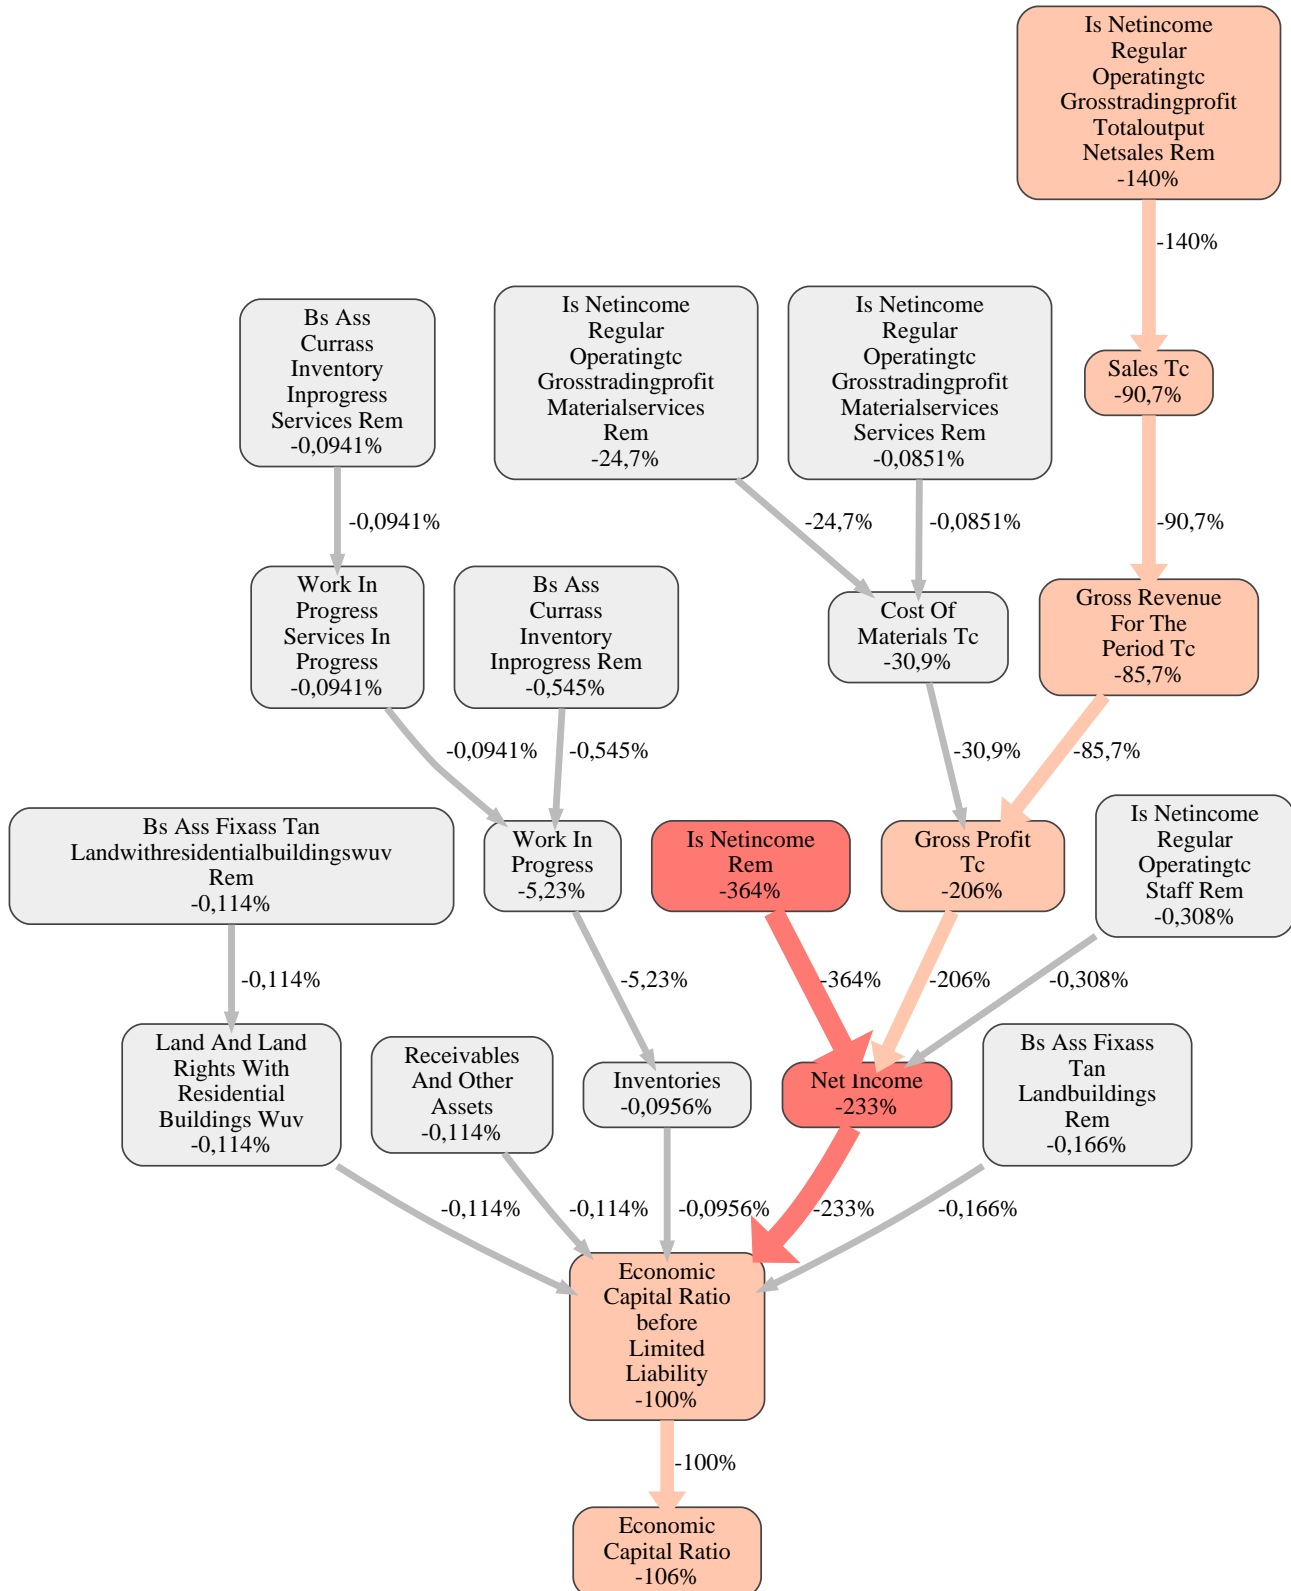 Is Netincome
Regular
Operatingtc
Grosstradingprofit
Totaloutput
Netsales Rem
-140%
-140%
Bs Ass
Currass
Inventory
Inprogress
Services Rem
-0,0941%
Is Netincome
Regular
Operatingtc
Grosstradingprofit
Materialservices
Rem
-24,7%
Is Netincome
Regular
Operatingtc
Grosstradingprofit
Materialservices
Services Rem
-0,0851%
Sales Tc
-90,7%
-0,0941%
-24,7%
-0,0851%
-90,7%
Work In
Progress
Services In
Progress
-0,0941%
Bs Ass
Currass
Inventory
Inprogress Rem
-0,545%
Cost Of
Materials Tc
-30,9%
Gross Revenue
For The
Period Tc
-85,7%
-0,0941%
-0,545%
-30,9%
-85,7%
Bs Ass Fixass Tan
Landwithresidentialbuildingswuv
Rem
-0,114%
Work In
Progress
-5,23%
Is Netincome
Rem
-364%
Gross Profit
Tc
-206%
Is Netincome
Regular
Operatingtc
Staff Rem
-0,308%
-0,114%
-5,23%
-364%
-206%
-0,308%
Land And Land
Rights With
Residential
Buildings Wuv
-0,114%
Receivables
And Other
Assets
-0,114%
Inventories
-0,0956%
Net Income
-233%
Bs Ass Fixass
Tan
Landbuildings
Rem
-0,166%
-0,114%
-0,114%
-0,0956%
-233%
-0,166%
Economic
Capital Ratio
before
Limited
Liability
-100%
-100%
Economic
Capital Ratio
-106%